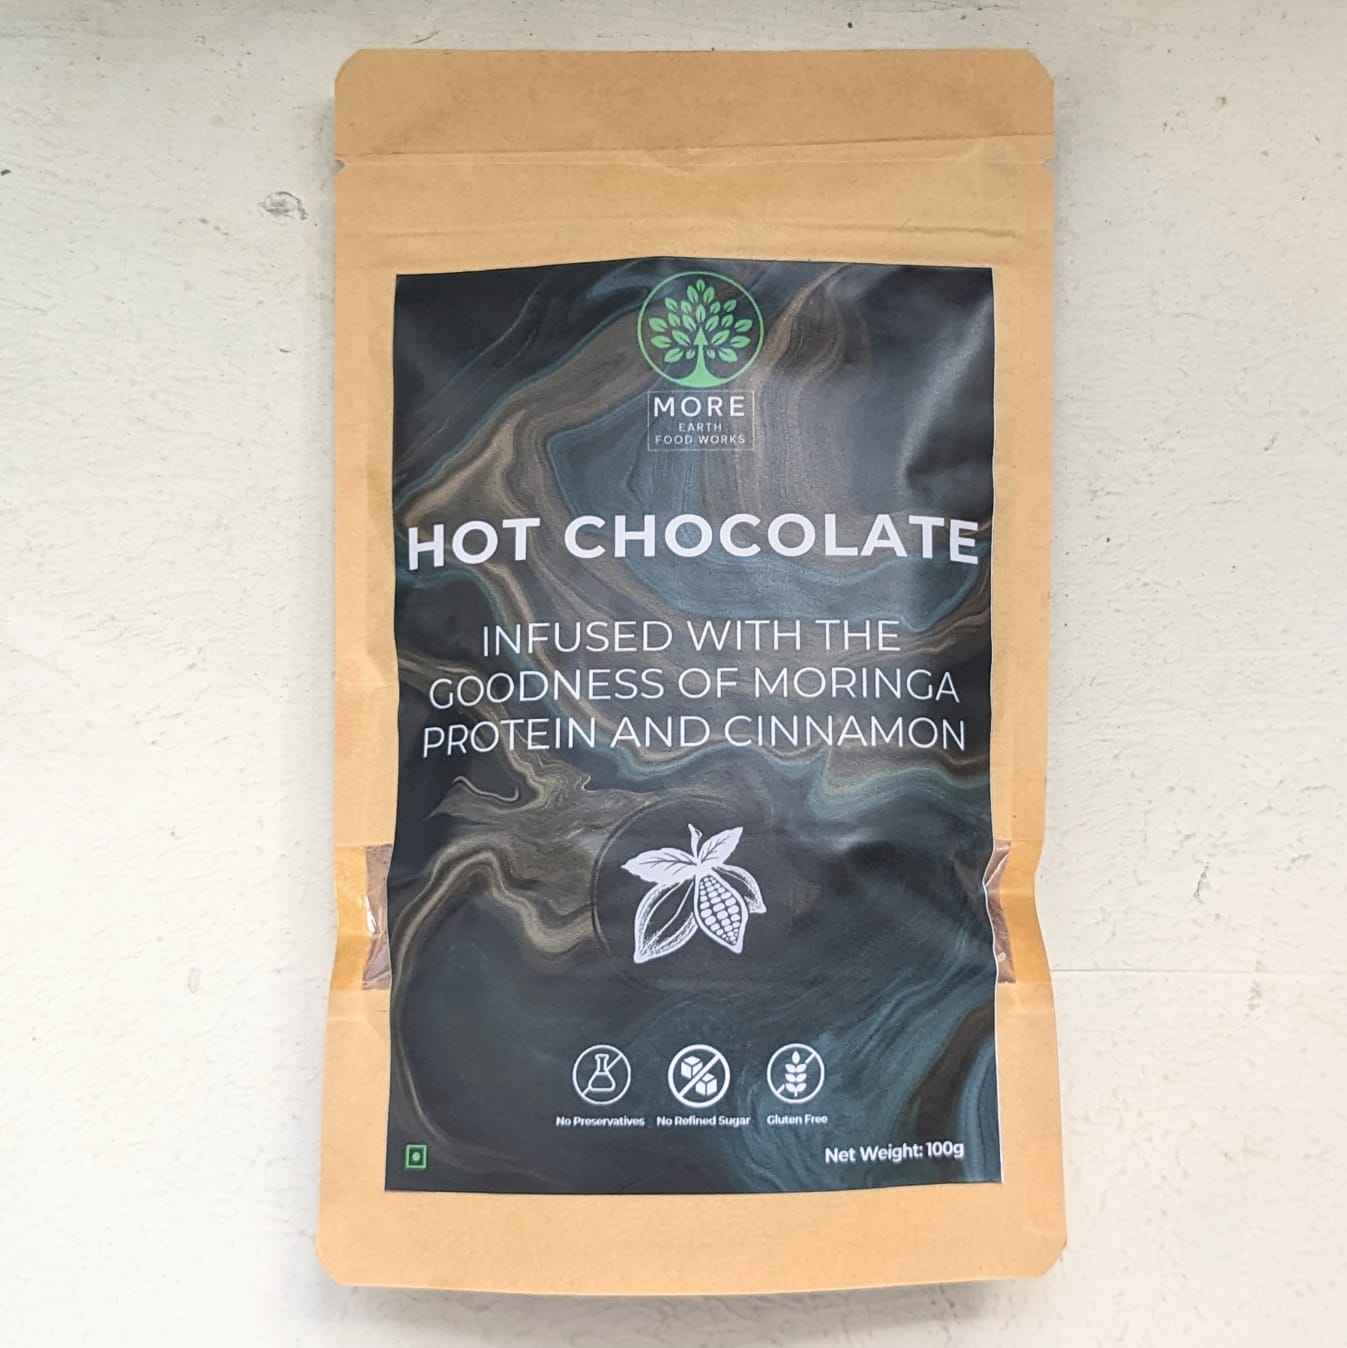 MORE
EARTH
FOOD WORKS
HOT CHOCOLATE
INFUSED WITH THE
GOODNESS OF MORINGA
PROTEIN AND CINNAMON
No Preservatives No Refined Sugar Gluten Free
Net Weight: 100g